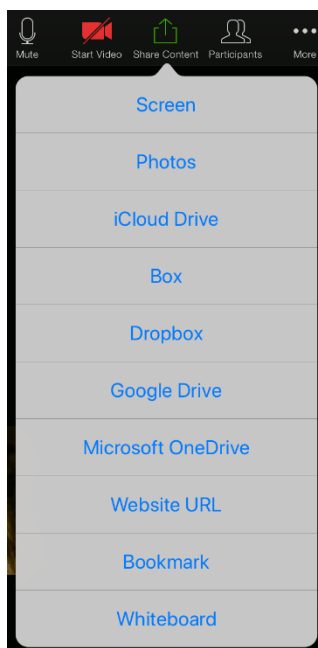 Mute Start Video Share Content Participants More
Screen
Photos
iCloud Drive
Box
Dropbox
Google Drive
Microsoft OneDrive
Website URL
Bookmark
Whiteboard